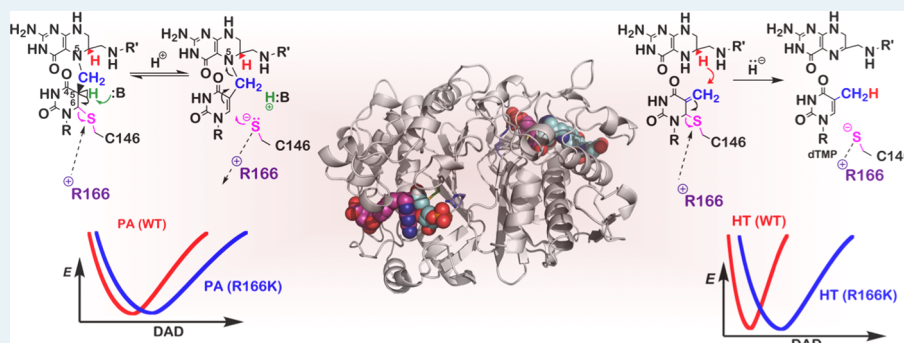 H₂N N H N
HN N R'
O 5 H H
CH₂
O 4 5 H :B
HN 6
O N S
R C146
⊕
R166
H⊕
H₂N N H N
HN N R'
O 5 H H
CH₂
O H:B
HN ⊕
O N ⊖ S:
R C146
⊕
R166
PA (WT)
PA (R166K)
E
DAD
H₂N N H N
HN N R'
O H H H
O CH₂
HN
O N S
R C146
⊕
R166
H:⊖
H₂N N H N
HN N R'
O N H
O CH₂H
HN
O N ⊖
R S
dTMP C146
⊕
R166
HT (WT)
HT (R166K)
E
DAD